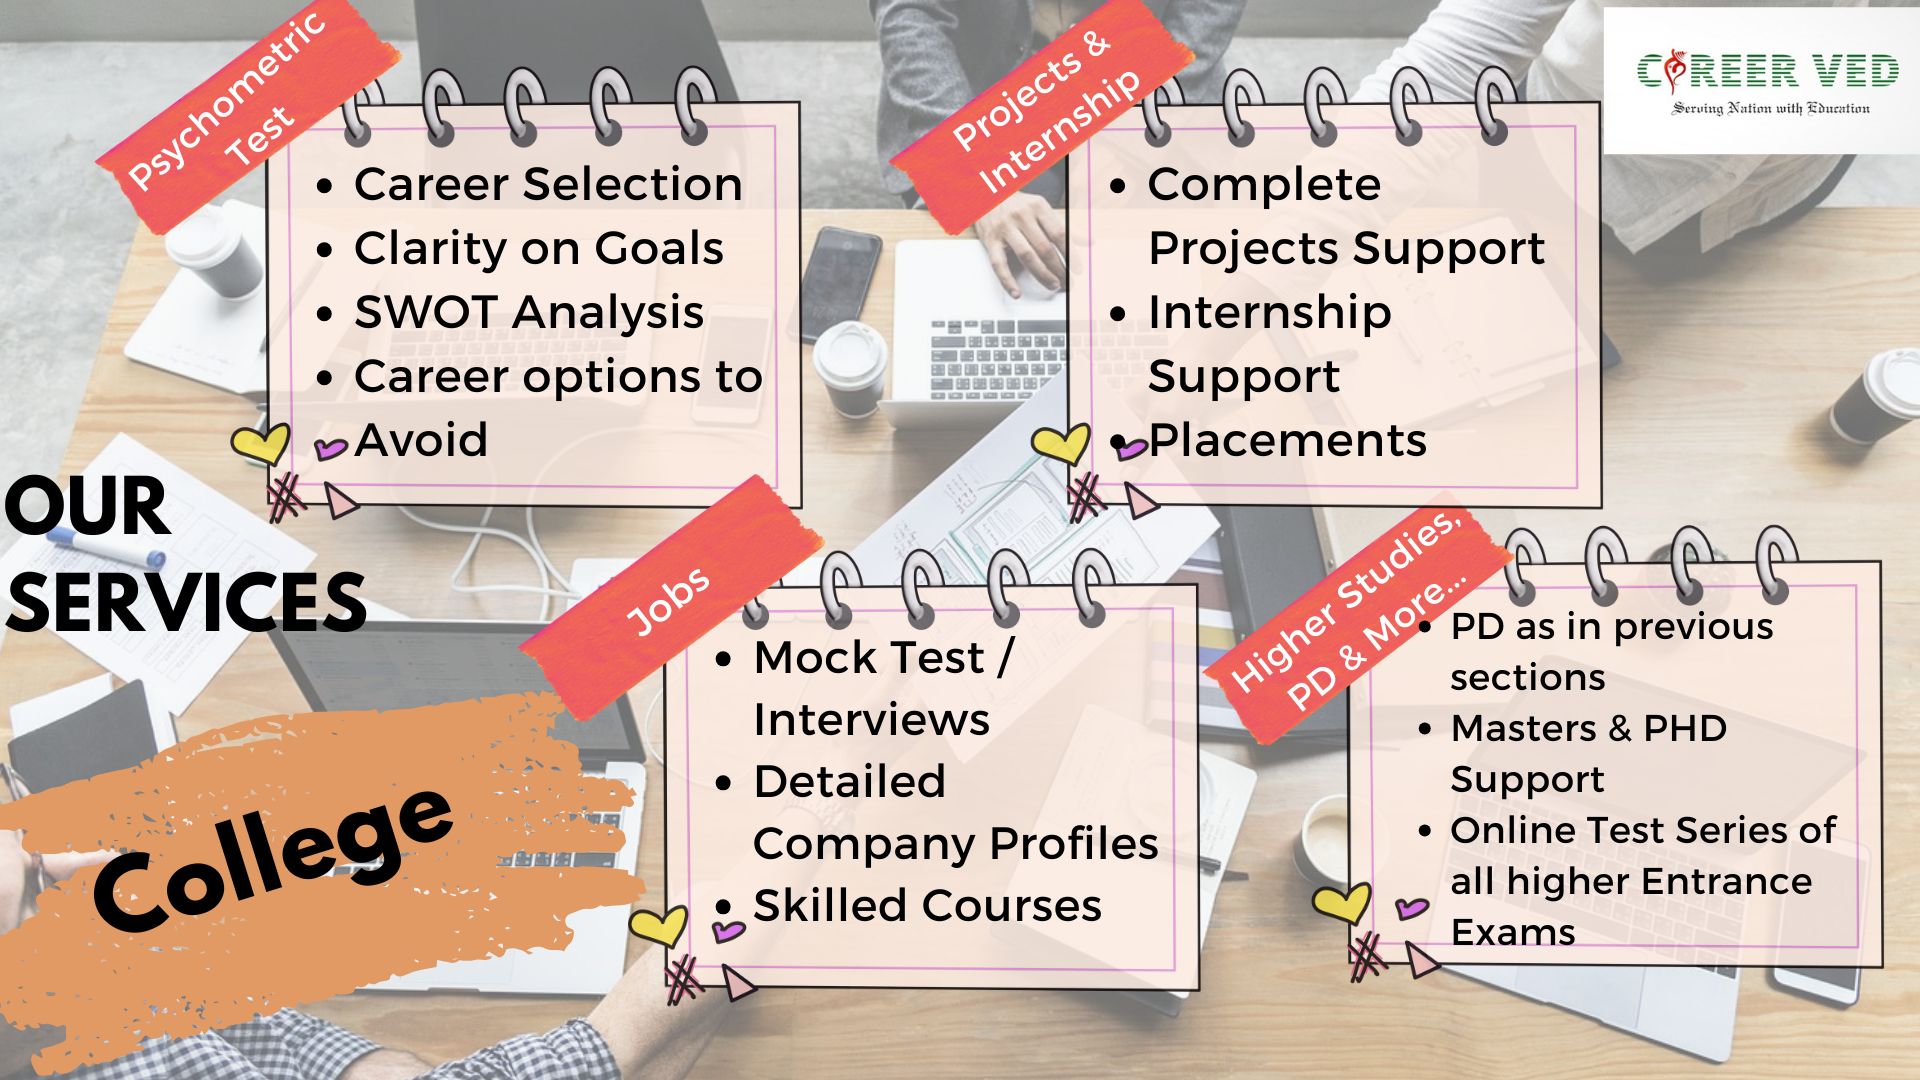 Psychometric
Test
Career Selection
Clarity on Goals
SWOT Analysis
Career options to
Avoid
Projects &
Internship
Complete
Projects Support
Internship
Support
Placements
CAREER VED
Serving Nation with Education
OUR
SERVICES
College
Jobs
Mock Test /
Interviews
Detailed
Company Profiles
Skilled Courses
Higher Studies,
PD & More...
PD as in previous
sections
Masters & PHD
Support
Online Test Series of
all higher Entrance
Exams